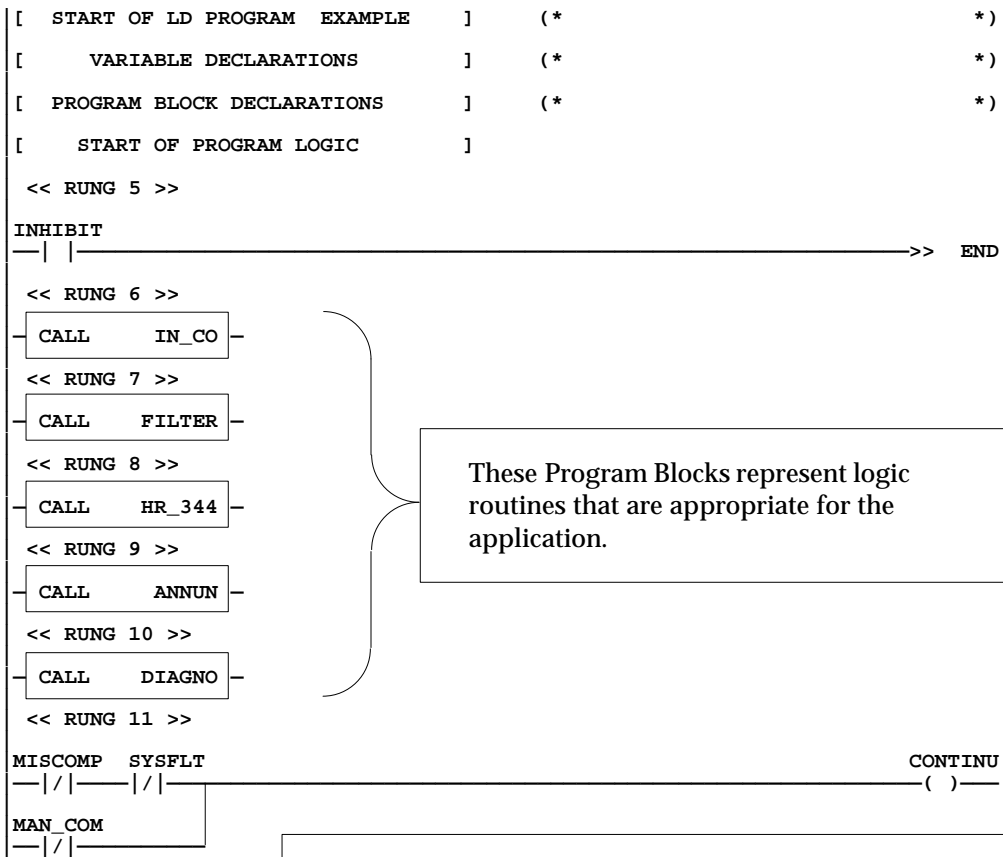 [ START OF LD PROGRAM EXAMPLE ] (* *)
[ VARIABLE DECLARATIONS ] (* *)
[ PROGRAM BLOCK DECLARATIONS ] (* *)
[ START OF PROGRAM LOGIC ]
<< RUNG 5 >>
INHIBIT
>> END
<< RUNG 6 >>
CALL IN_CO
<< RUNG 7 >>
CALL FILTER
<< RUNG 8 >>
CALL HR_344
<< RUNG 9 >>
CALL ANNUN
<< RUNG 10 >>
CALL DIAGNO
These Program Blocks represent logic
routines that are appropriate for the
application.
<< RUNG 11 >>
MISCOMP SYSFLT CONTINU
|/| |/| ( )
MAN_COM
|/|